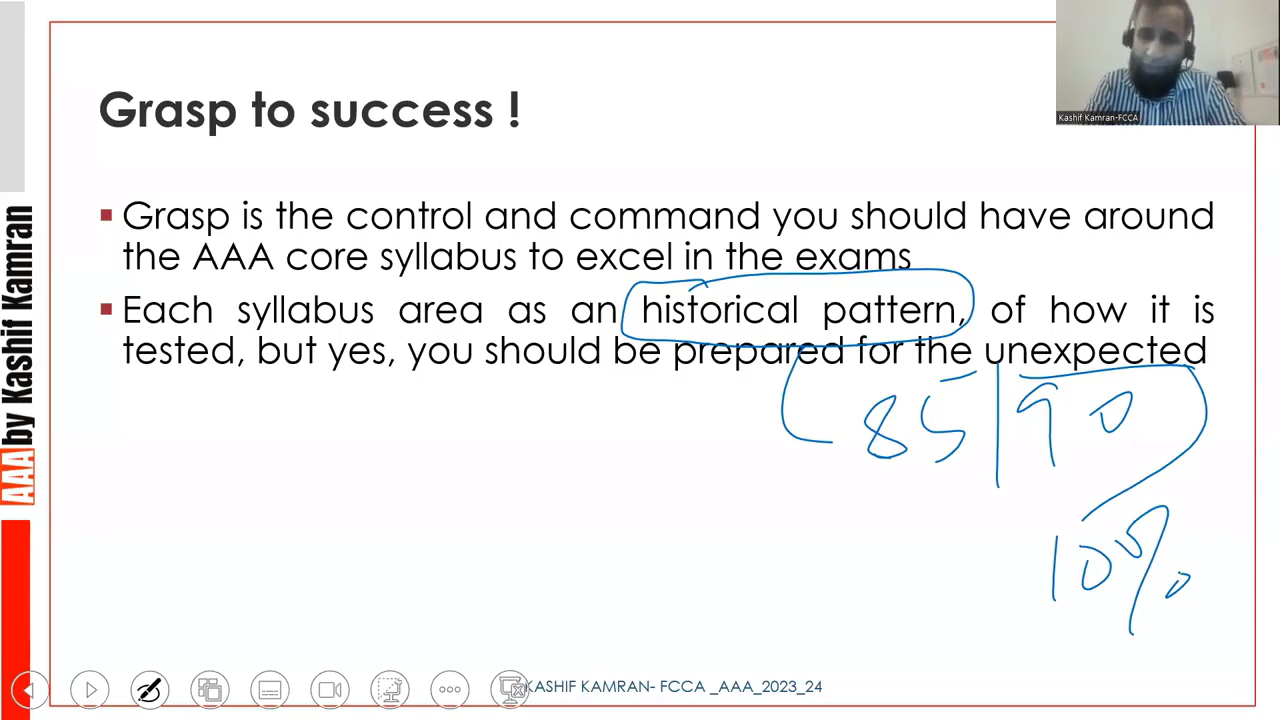 Grasp to success !
Kashif Kamran-FCCA
▪ Grasp is the control and command you should have around
the AAA core syllabus to excel in the exams
▪ Each syllabus area as an historical pattern, of how it is
tested, but yes, you should be prepared for the unexpected
85 | 90
10%
AAA by Kashif Kamran
KASHIF KAMRAN- FCCA _AAA_2023_24